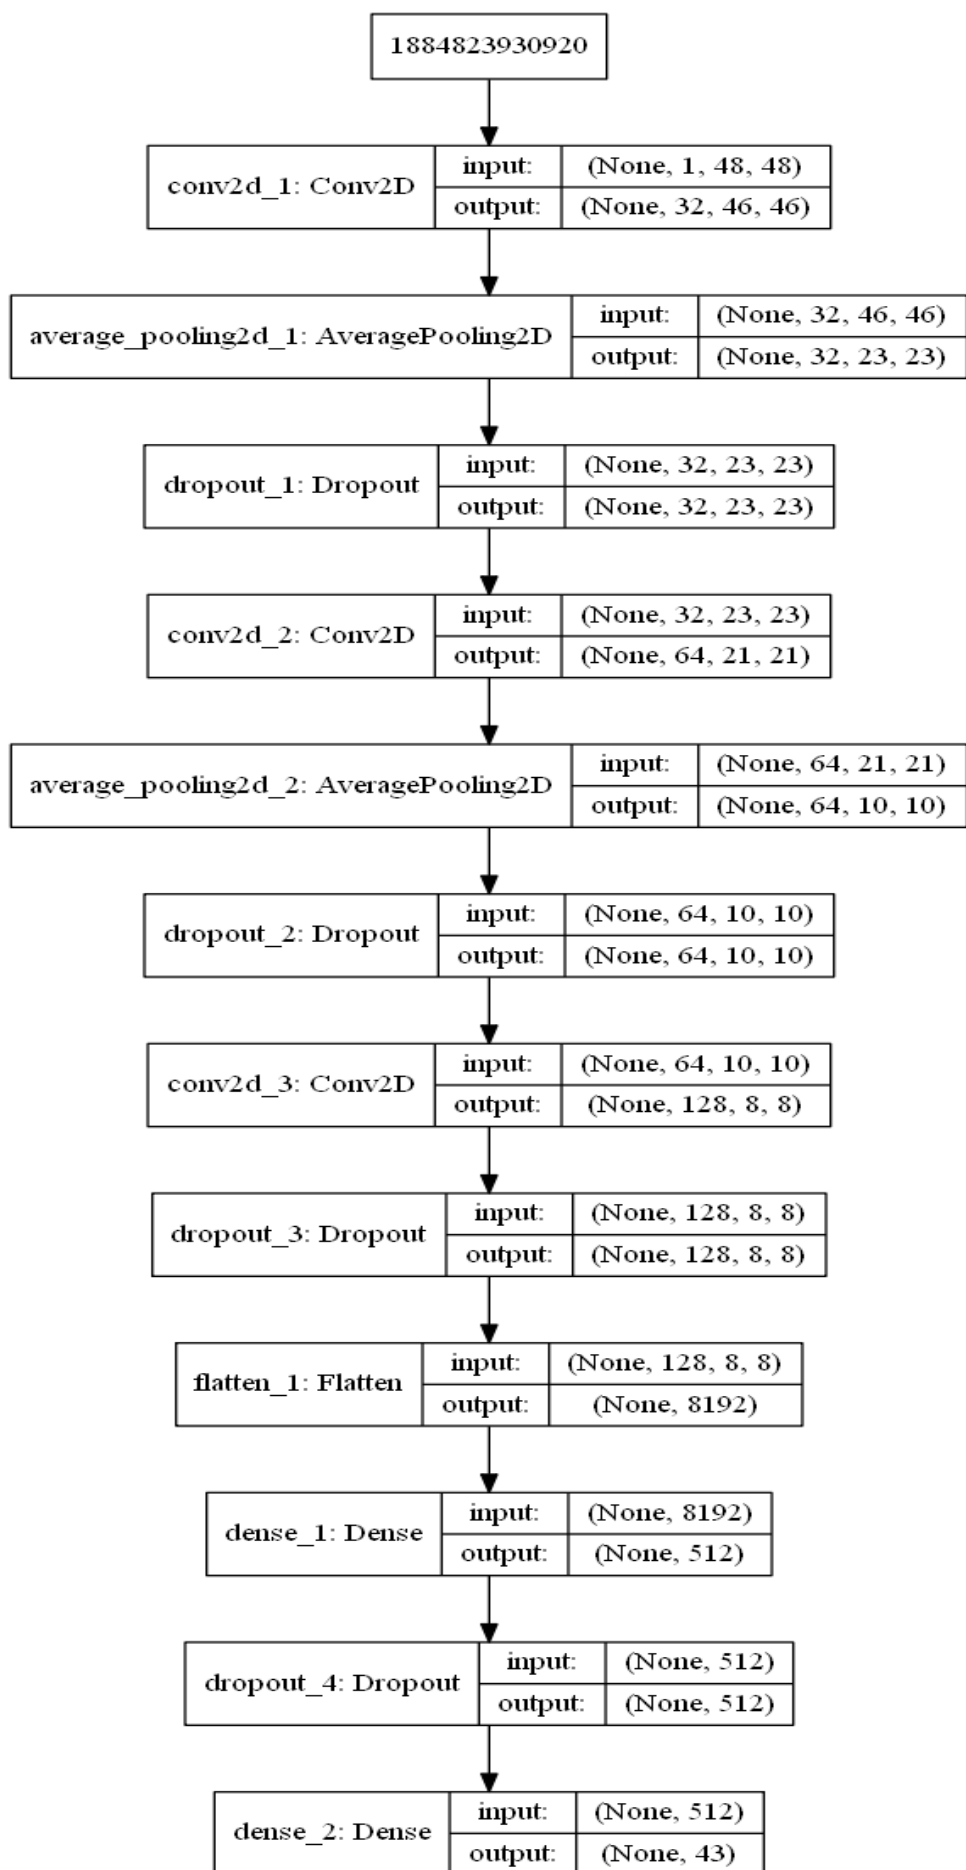 1884823930920
conv2d_1: Conv2D
input: (None, 1, 48, 48)
output: (None, 32, 46, 46)
average_pooling2d_1: AveragePooling2D
input: (None, 32, 46, 46)
output: (None, 32, 23, 23)
dropout_1: Dropout
input: (None, 32, 23, 23)
output: (None, 32, 23, 23)
conv2d_2: Conv2D
input: (None, 32, 23, 23)
output: (None, 64, 21, 21)
average_pooling2d_2: AveragePooling2D
input: (None, 64, 21, 21)
output: (None, 64, 10, 10)
dropout_2: Dropout
input: (None, 64, 10, 10)
output: (None, 64, 10, 10)
conv2d_3: Conv2D
input: (None, 64, 10, 10)
output: (None, 128, 8, 8)
dropout_3: Dropout
input: (None, 128, 8, 8)
output: (None, 128, 8, 8)
flatten_1: Flatten
input: (None, 128, 8, 8)
output: (None, 8192)
dense_1: Dense
input: (None, 8192)
output: (None, 512)
dropout_4: Dropout
input: (None, 512)
output: (None, 512)
dense_2: Dense
input: (None, 512)
output: (None, 43)